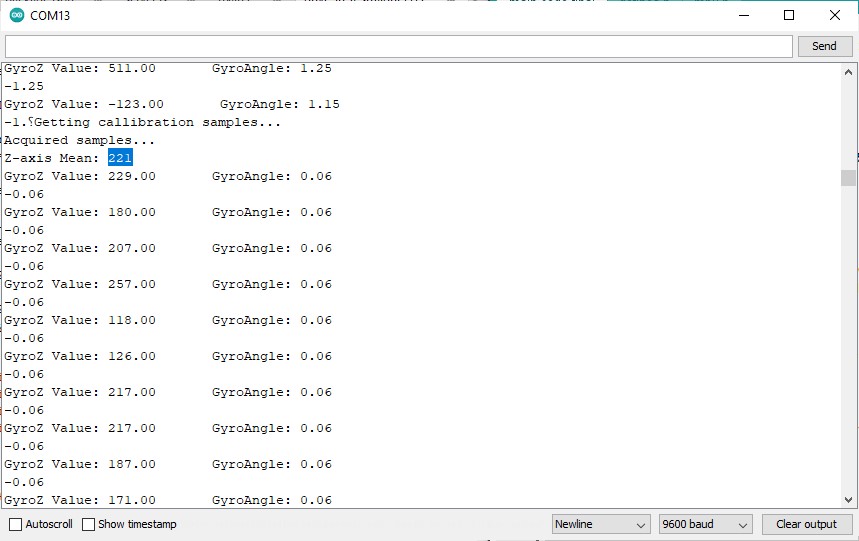 COM13
Send
GyroZ Value: 511.00 GyroAngle: 1.25
-1.25
GyroZ Value: -123.00 GyroAngle: 1.15
-1.⸮Getting callibration samples...
Acquired samples...
Z-axis Mean: 221
GyroZ Value: 229.00 GyroAngle: 0.06
-0.06
GyroZ Value: 180.00 GyroAngle: 0.06
-0.06
GyroZ Value: 207.00 GyroAngle: 0.06
-0.06
GyroZ Value: 257.00 GyroAngle: 0.06
-0.06
GyroZ Value: 118.00 GyroAngle: 0.06
-0.06
GyroZ Value: 126.00 GyroAngle: 0.06
-0.06
GyroZ Value: 217.00 GyroAngle: 0.06
-0.06
GyroZ Value: 217.00 GyroAngle: 0.06
-0.06
GyroZ Value: 187.00 GyroAngle: 0.06
-0.06
GyroZ Value: 171.00 GyroAngle: 0.06
Autoscroll Show timestamp Newline 9600 baud Clear output